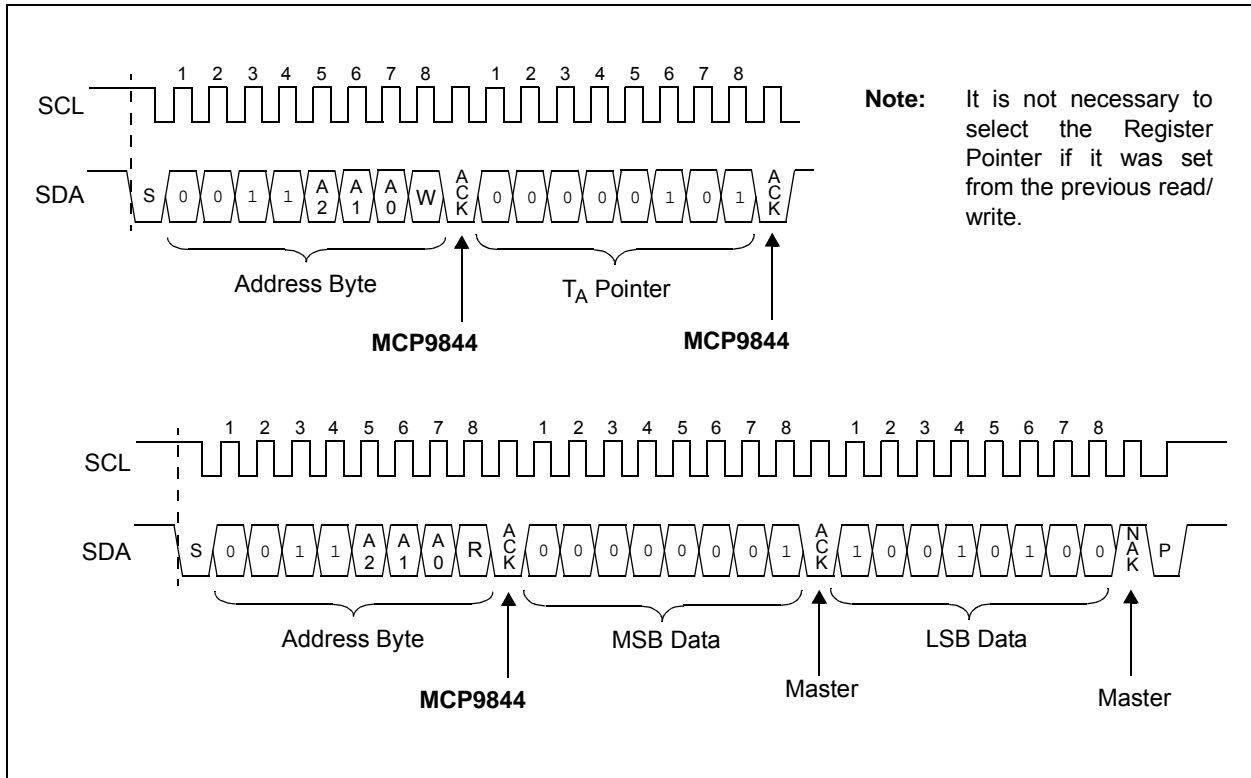 1 2 3 4 5 6 7 8 1 2 3 4 5 6 7 8
SCL
SDA
S 0 0 1 1 A2 A1 A0 W ACK 0 0 0 0 0 1 0 1 ACK
Address Byte
TA Pointer
MCP9844
MCP9844
Note: It is not necessary to
select the Register
Pointer if it was set
from the previous read/
write.
1 2 3 4 5 6 7 8 1 2 3 4 5 6 7 8 1 2 3 4 5 6 7 8
SCL
SDA
S 0 0 1 1 A2 A1 A0 R ACK 0 0 0 0 0 0 0 1 ACK 1 0 0 1 0 1 0 0 NAK P
Address Byte
MSB Data
LSB Data
MCP9844
Master
Master